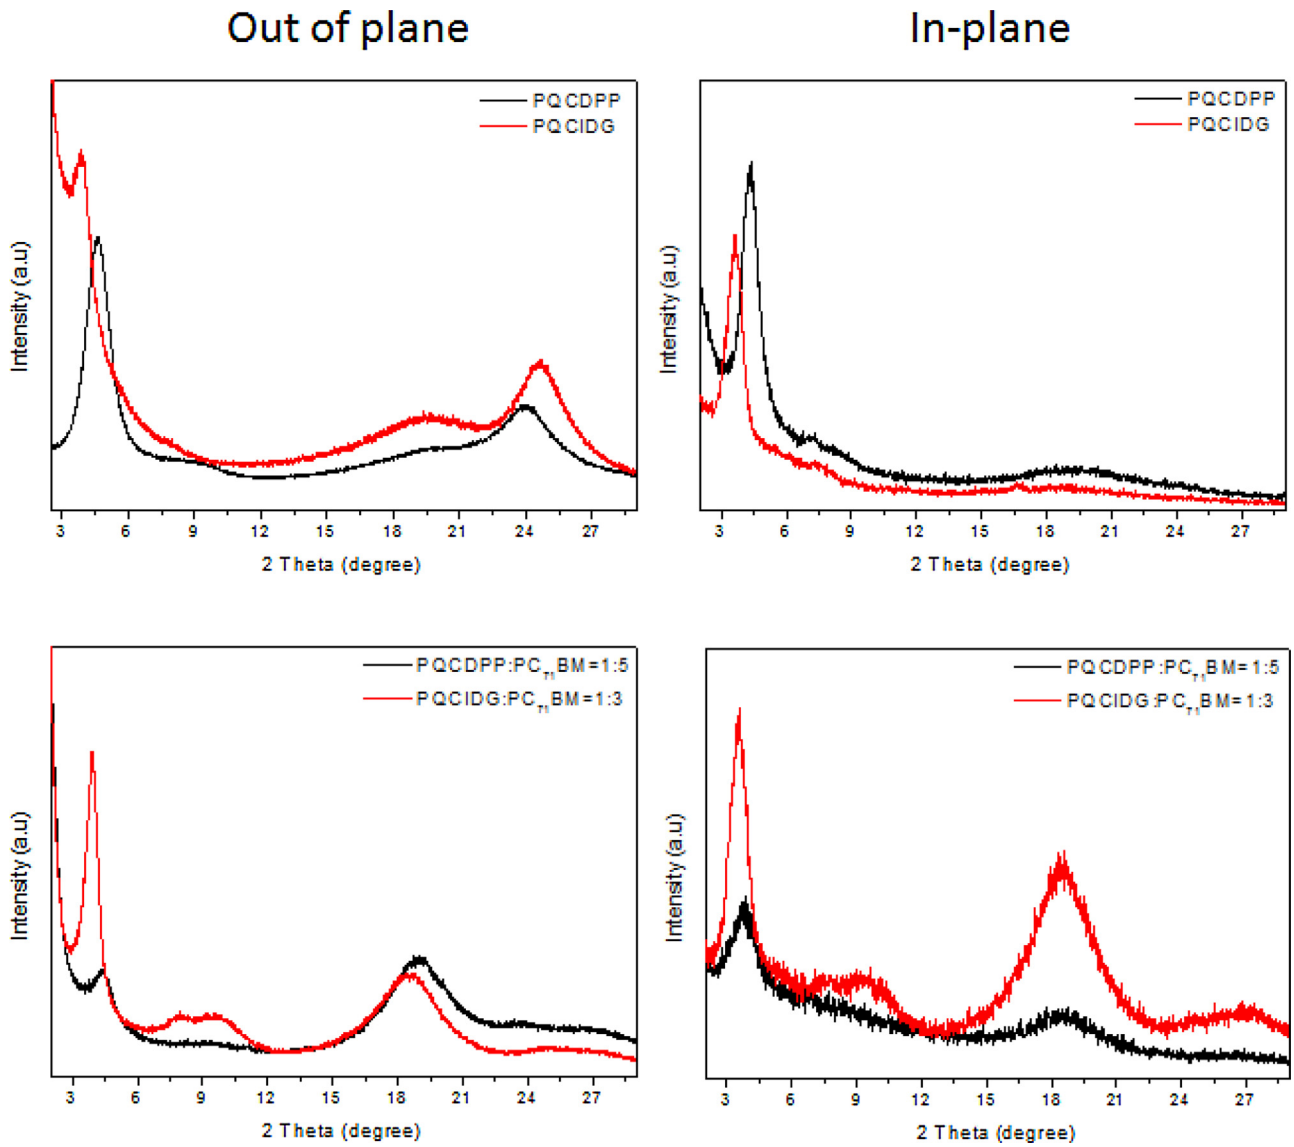 Out of plane
In-plane
PQCDPP
PQCIDG
Intensity (a.u)
3 6 9 12 15 18 21 24 27
2 Theta (degree)
PQCDPP
PQCIDG
Intensity (a.u)
3 6 9 12 15 18 21 24 27
2 Theta (degree)
PQCDPP:PC71BM=1:5
PQCIDG:PC71BM=1:3
Intensity (a.u)
3 6 9 12 15 18 21 24 27
2 Theta (degree)
PQCDPP:PC71BM=1:5
PQCIDG:PC71BM=1:3
Intensity (a.u)
3 6 9 12 15 18 21 24 27
2 Theta (degree)